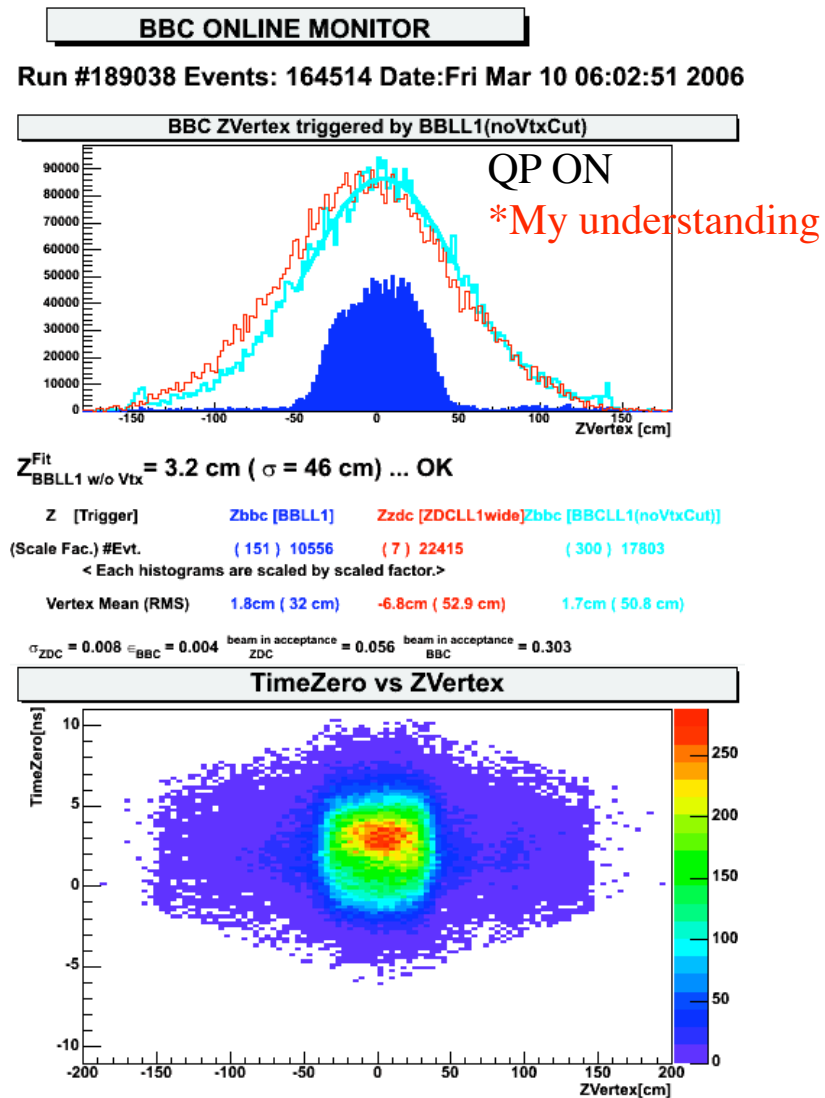 BBC ONLINE MONITOR
Run #189038 Events: 164514 Date:Fri Mar 10 06:02:51 2006
BBC ZVertex triggered by BBLL1(noVtxCut)
QP ON
*My understanding
90000
80000
70000
60000
50000
40000
30000
20000
10000
0
-150 -100 -50 0 50 100 150
ZVertex [cm]
Z^Fit_BBLL1 w/o Vtx = 3.2 cm ( σ = 46 cm) ... OK
Z [Trigger] Zbbc [BBLL1] Zzdc [ZDCLL1wide] Zbbc [BBCLL1(noVtxCut)]
(Scale Fac.) #Evt. ( 151 ) 10556 ( 7 ) 22415 ( 300 ) 17803
< Each histograms are scaled by scaled factor.>
Vertex Mean (RMS) 1.8cm ( 32 cm) -6.8cm ( 52.9 cm) 1.7cm ( 50.8 cm)
σ_ZDC = 0.008 ∈_BBC = 0.004 beam in acceptance ZDC = 0.056 beam in acceptance BBC = 0.303
TimeZero vs ZVertex
TimeZero[ns]
10
5
0
-5
-10
-200 -150 -100 -50 0 50 100 150 200
ZVertex[cm]
250
200
150
100
50
0